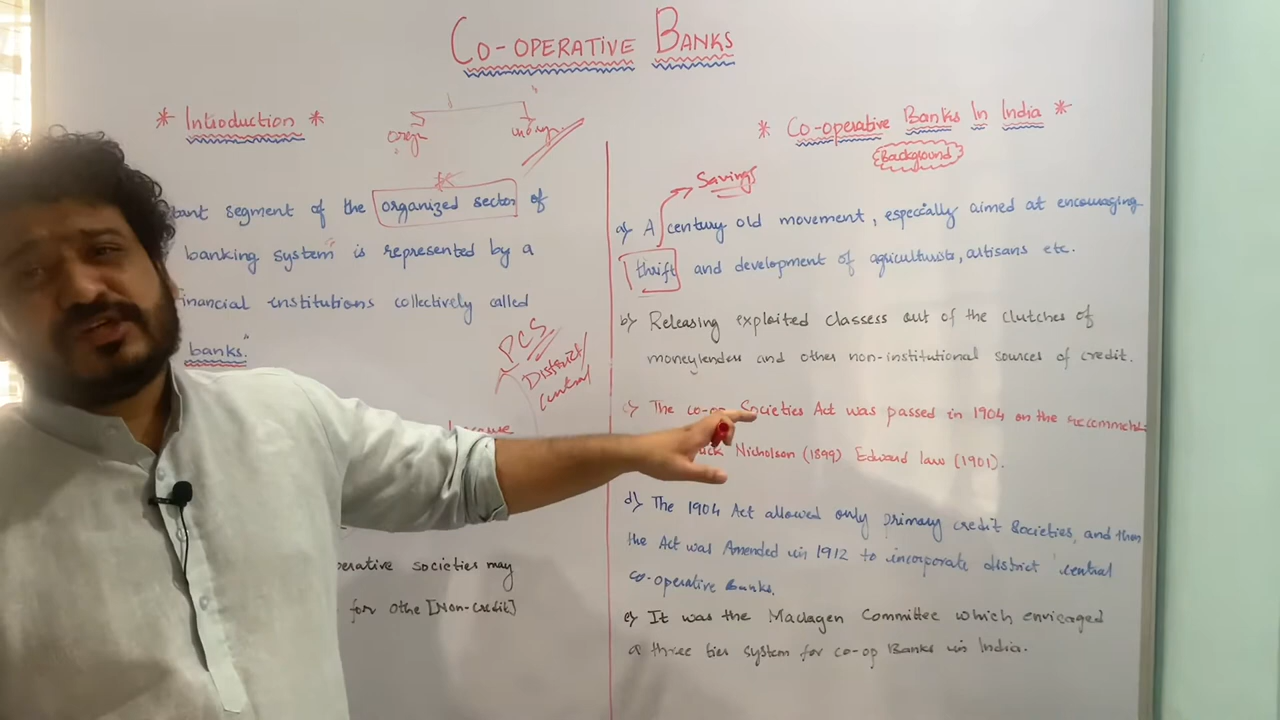 CO-OPERATIVE BANKS
* Introduction *
segment of the organized sector of
banking system is represented by a
financial institutions collectively called
banks."
PCS
District/
central
operative societies may
for othe [Non-Credit]
* Co-operative Banks In India *
Background
Savings
a) A century old movement, especially aimed at encouraging
thrift and development of agriculturists, artisans etc.
b) Releasing exploited classess out of the clutches of
moneylenders and other non-institutional sources of credit.
c) The co-op Societies Act was passed in 1904 on the
Nicholson (1899) Edward law (1901).
d) The 1904 Act allowed only primary credit Societies, and then
the Act was Amended in 1912 to incorporate district central
co-operative Banks.
e) It was the Maclagen Committee which envicaged
a three tier system for co-op Banks in India.